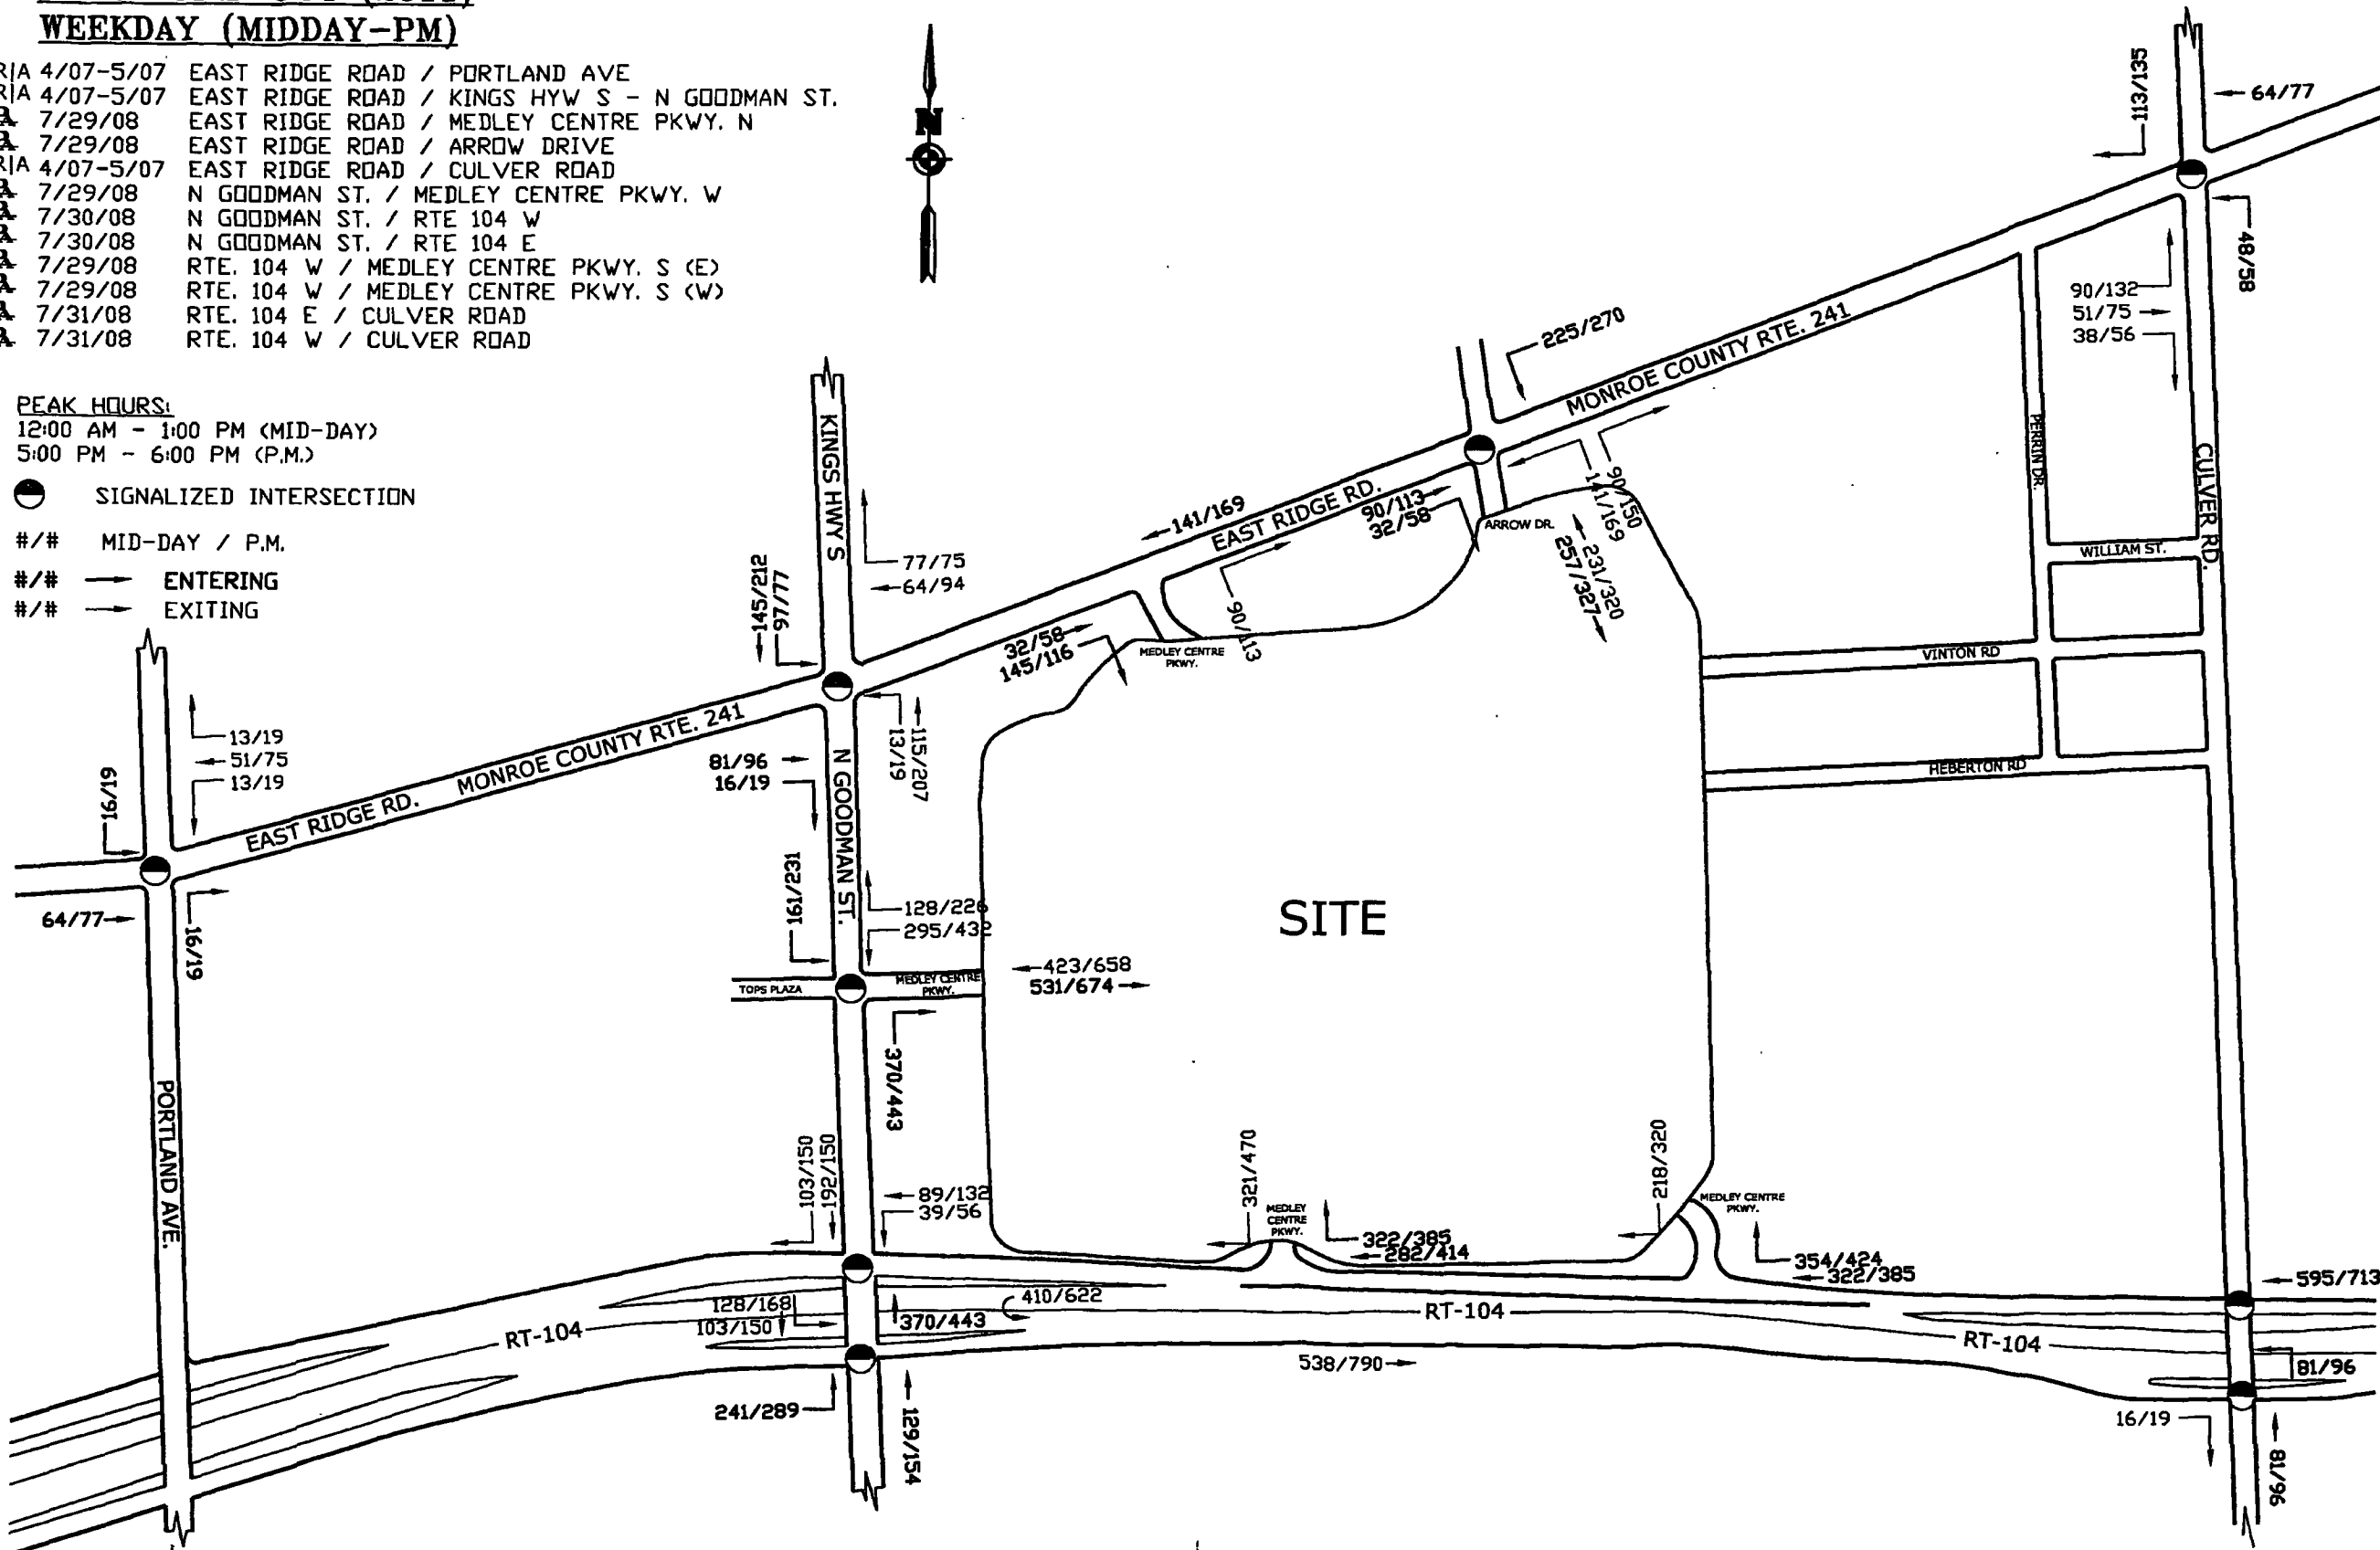 WEEKDAY (MIDDAY-PM)
4/07-5/07 EAST RIDGE ROAD / PORTLAND AVE
4/07-5/07 EAST RIDGE ROAD / KINGS HYW S - N GOODMAN ST.
7/29/08 EAST RIDGE ROAD / MEDLEY CENTRE PKWY. N
7/29/08 EAST RIDGE ROAD / ARROW DRIVE
4/07-5/07 EAST RIDGE ROAD / CULVER ROAD
7/29/08 N GOODMAN ST. / MEDLEY CENTRE PKWY. W
7/30/08 N GOODMAN ST. / RTE 104 W
7/30/08 N GOODMAN ST. / RTE 104 E
7/29/08 RTE. 104 W / MEDLEY CENTRE PKWY. S (E)
7/29/08 RTE. 104 W / MEDLEY CENTRE PKWY. S (W)
7/31/08 RTE. 104 E / CULVER ROAD
7/31/08 RTE. 104 W / CULVER ROAD
PEAK HOURS:
12:00 AM - 1:00 PM (MID-DAY)
5:00 PM - 6:00 PM (P.M.)
SIGNALIZED INTERSECTION
#/# MID-DAY / P.M.
#/# ENTERING
#/# EXITING
N
113/135
64/77
48/58
90/132
51/75
38/56
225/270
MONROE COUNTY RTE. 241
PERRIN DR.
CULVER RD.
WILLIAM ST.
VINTON RD
HEBERTON RD
KINGS HWY S
77/75
64/94
145/212
97/77
141/169
EAST RIDGE RD.
90/113
32/58
90/150
141/169
ARROW DR.
231/320
257/327
90/113
32/58
145/116
MEDLEY CENTRE
PKWY.
13/19
51/75
13/19
16/19
EAST RIDGE RD.
MONROE COUNTY RTE. 241
81/96
16/19
N GOODMAN ST.
13/19
115/207
64/77
16/19
161/231
128/226
295/432
TOPS PLAZA
MEDLEY CENTRE
PKWY.
423/658
531/674
SITE
370/443
PORTLAND AVE.
103/150
192/150
89/132
39/56
321/470
MEDLEY
CENTRE
PKWY.
322/385
282/414
218/320
MEDLEY CENTRE
PKWY.
354/424
322/385
595/713
128/168
103/150
370/443
410/622
RT-104
RT-104
RT-104
538/790
241/289
129/154
81/96
16/19
81/96